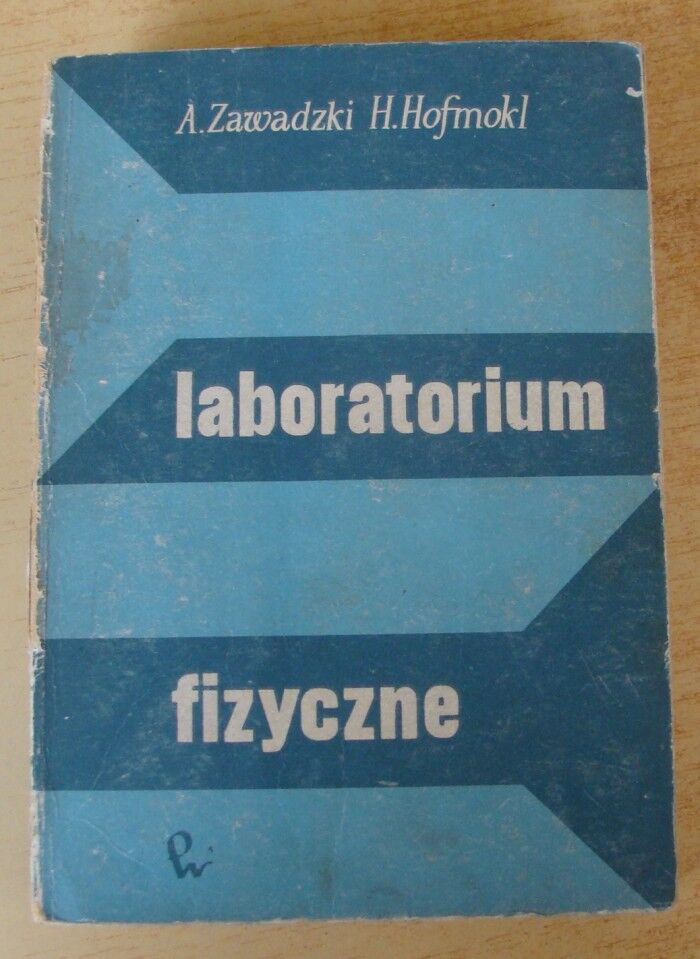 A. Zawadzki H. Hofmokl
laboratorium
fizyczne